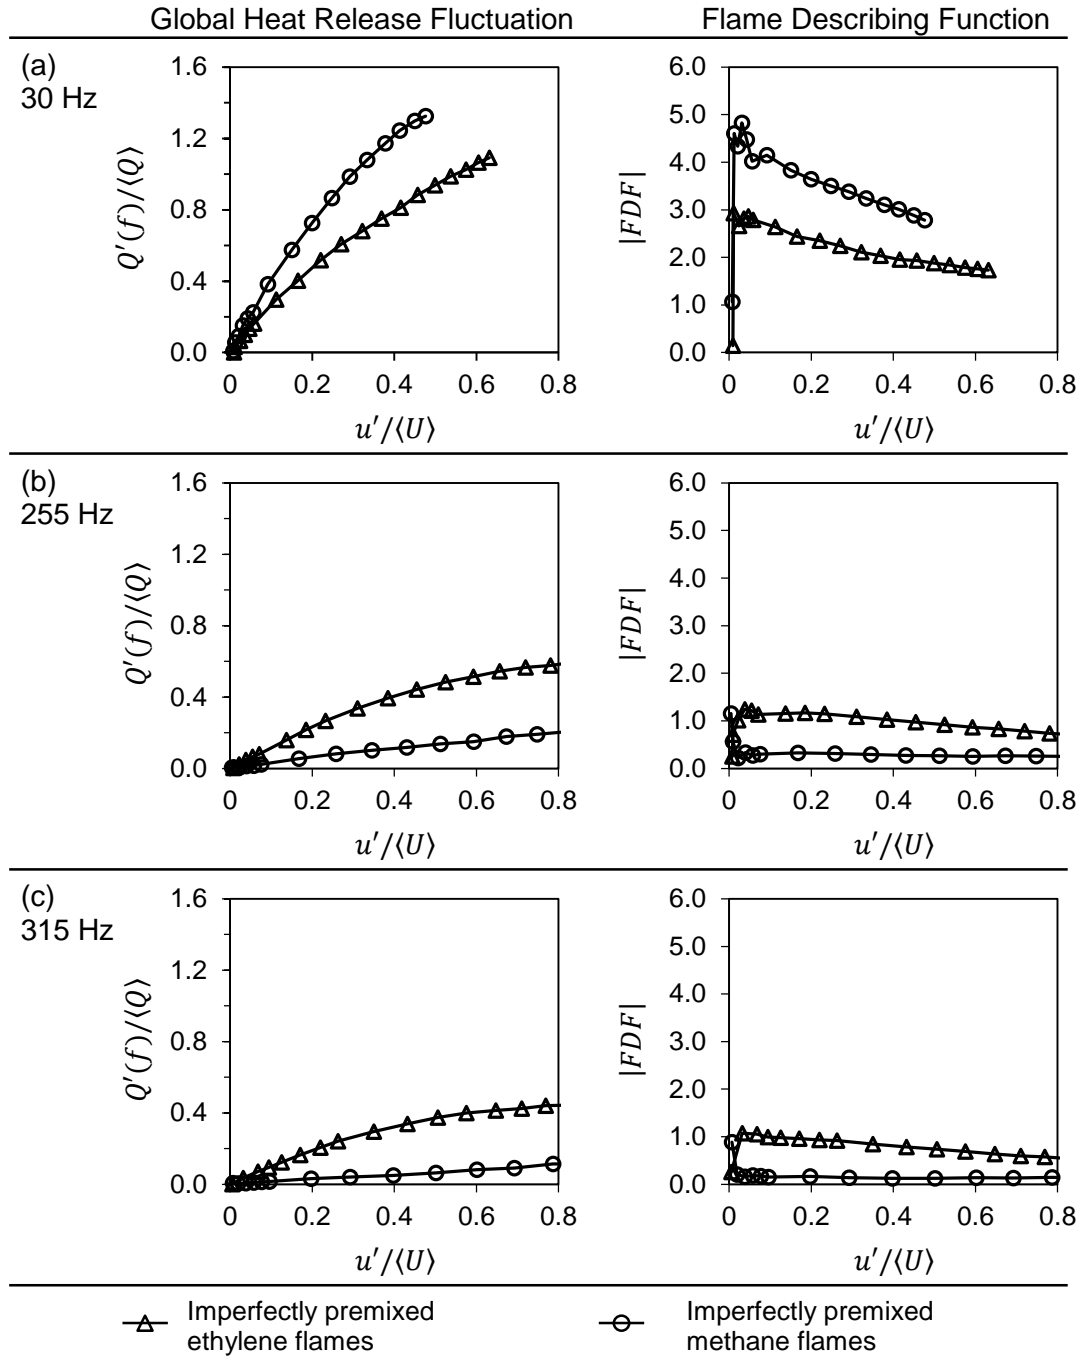 Global Heat Release Fluctuation
Flame Describing Function
(a)
30 Hz
1.6
1.2
0.8
0.4
0.0
Q′(f)/⟨Q⟩
0 0.2 0.4 0.6 0.8
u′/⟨U⟩
6.0
5.0
4.0
3.0
2.0
1.0
0.0
|FDF|
0 0.2 0.4 0.6 0.8
u′/⟨U⟩
(b)
255 Hz
1.6
1.2
0.8
0.4
0.0
Q′(f)/⟨Q⟩
0 0.2 0.4 0.6 0.8
u′/⟨U⟩
6.0
5.0
4.0
3.0
2.0
1.0
0.0
|FDF|
0 0.2 0.4 0.6 0.8
u′/⟨U⟩
(c)
315 Hz
1.6
1.2
0.8
0.4
0.0
Q′(f)/⟨Q⟩
0 0.2 0.4 0.6 0.8
u′/⟨U⟩
6.0
5.0
4.0
3.0
2.0
1.0
0.0
|FDF|
0 0.2 0.4 0.6 0.8
u′/⟨U⟩
Imperfectly premixed
ethylene flames
Imperfectly premixed
methane flames